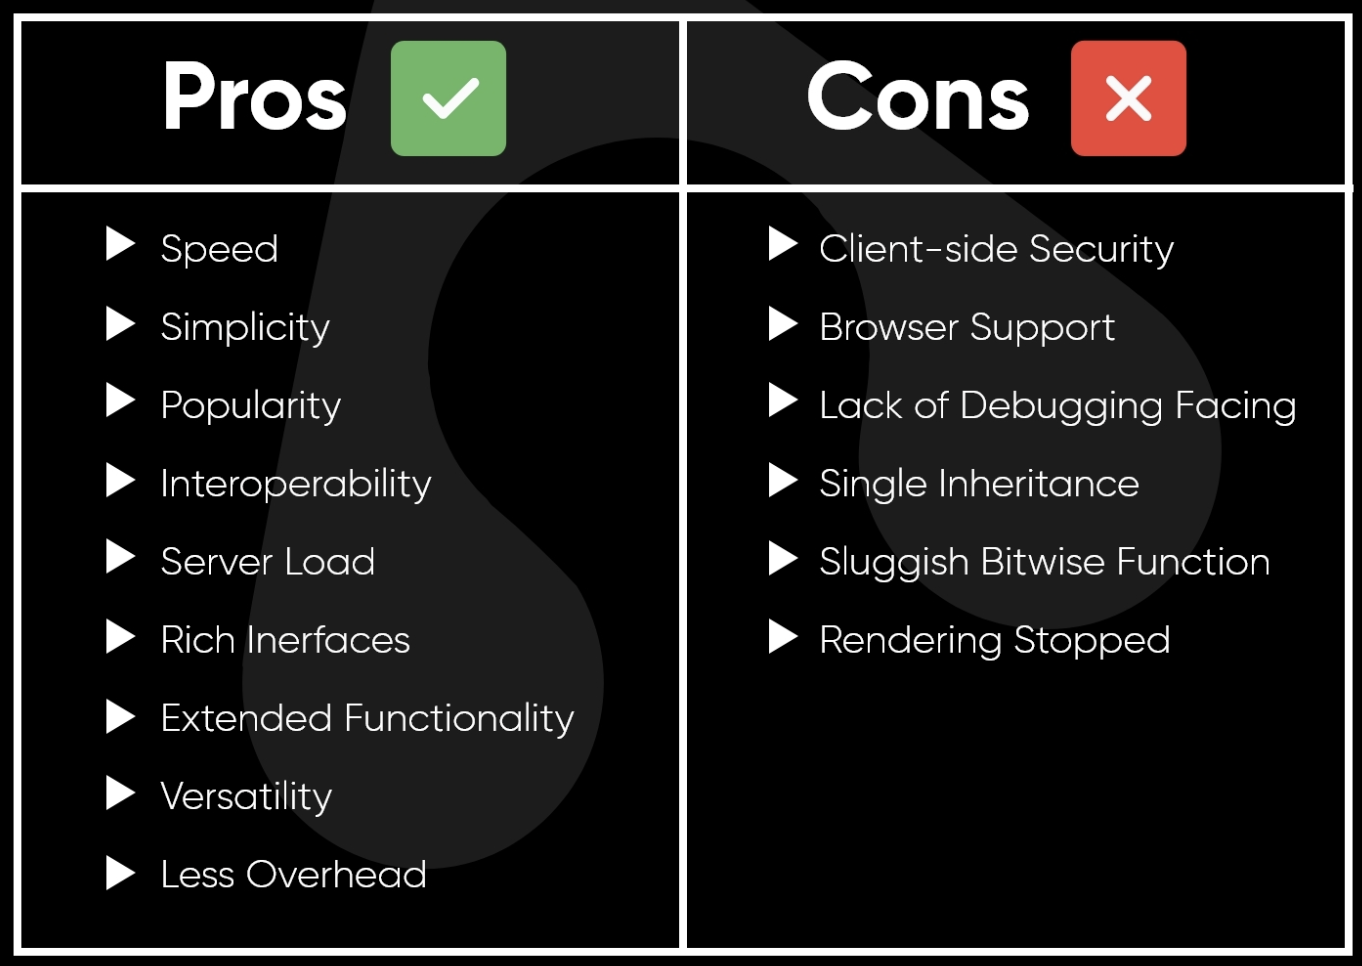 Pros
Cons
Speed
Simplicity
Popularity
Interoperability
Server Load
Rich Inerfaces
Extended Functionality
Versatility
Less Overhead
Client-side Security
Browser Support
Lack of Debugging Facing
Single Inheritance
Sluggish Bitwise Function
Rendering Stopped